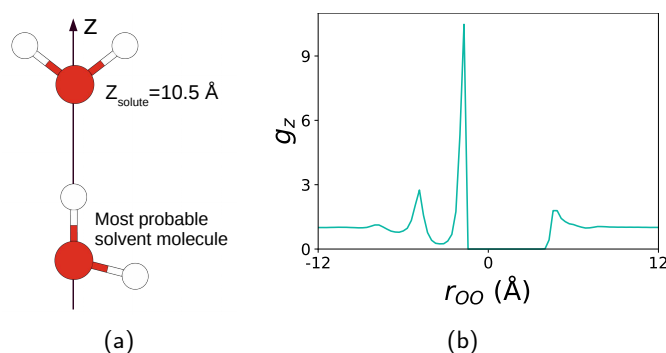 Z
Z_solute=10.5 Å
Most probable
solvent molecule
(a)
g_z
9
6
3
0
-12 0 12
r_OO (Å)
(b)